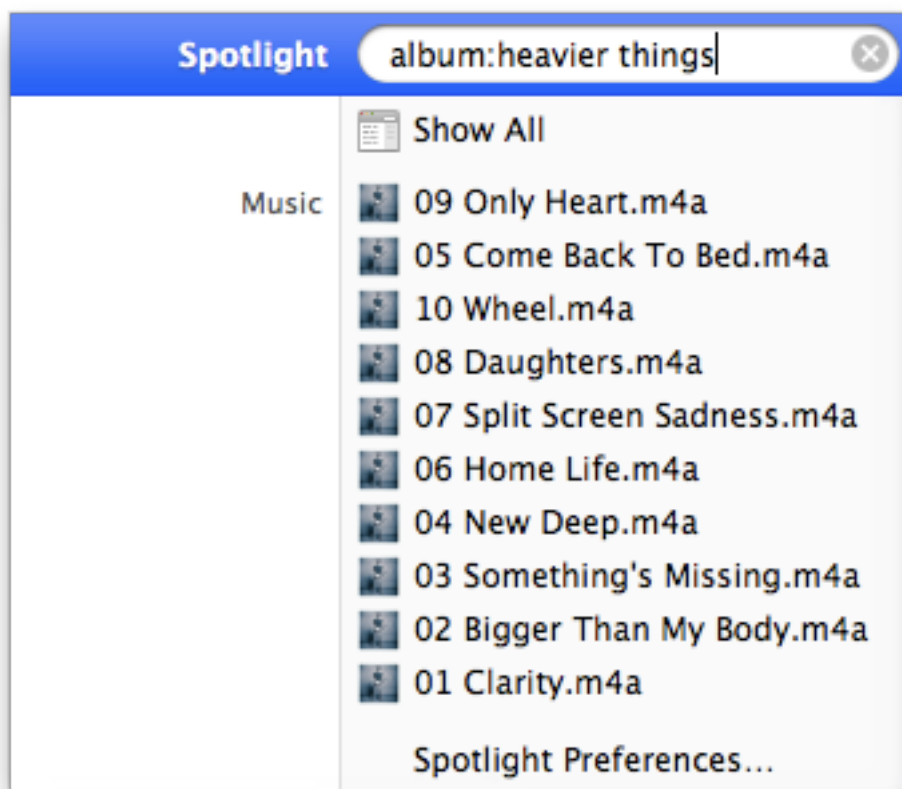 Spotlight album:heavier things
Show All
Music 09 Only Heart.m4a
05 Come Back To Bed.m4a
10 Wheel.m4a
08 Daughters.m4a
07 Split Screen Sadness.m4a
06 Home Life.m4a
04 New Deep.m4a
03 Something's Missing.m4a
02 Bigger Than My Body.m4a
01 Clarity.m4a
Spotlight Preferences...